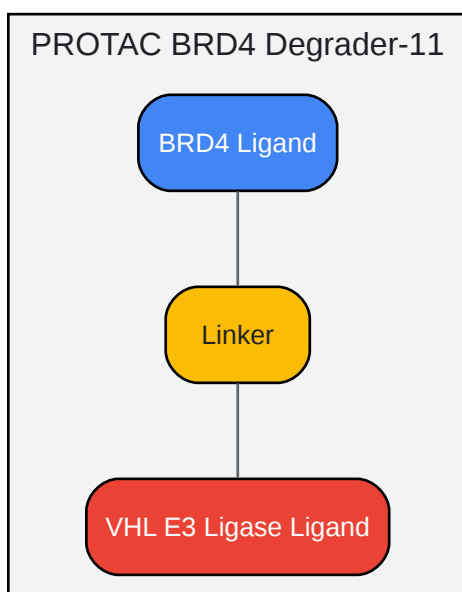 PROTAC BRD4 Degrader-11
BRD4 Ligand
Linker
VHL E3 Ligase Ligand